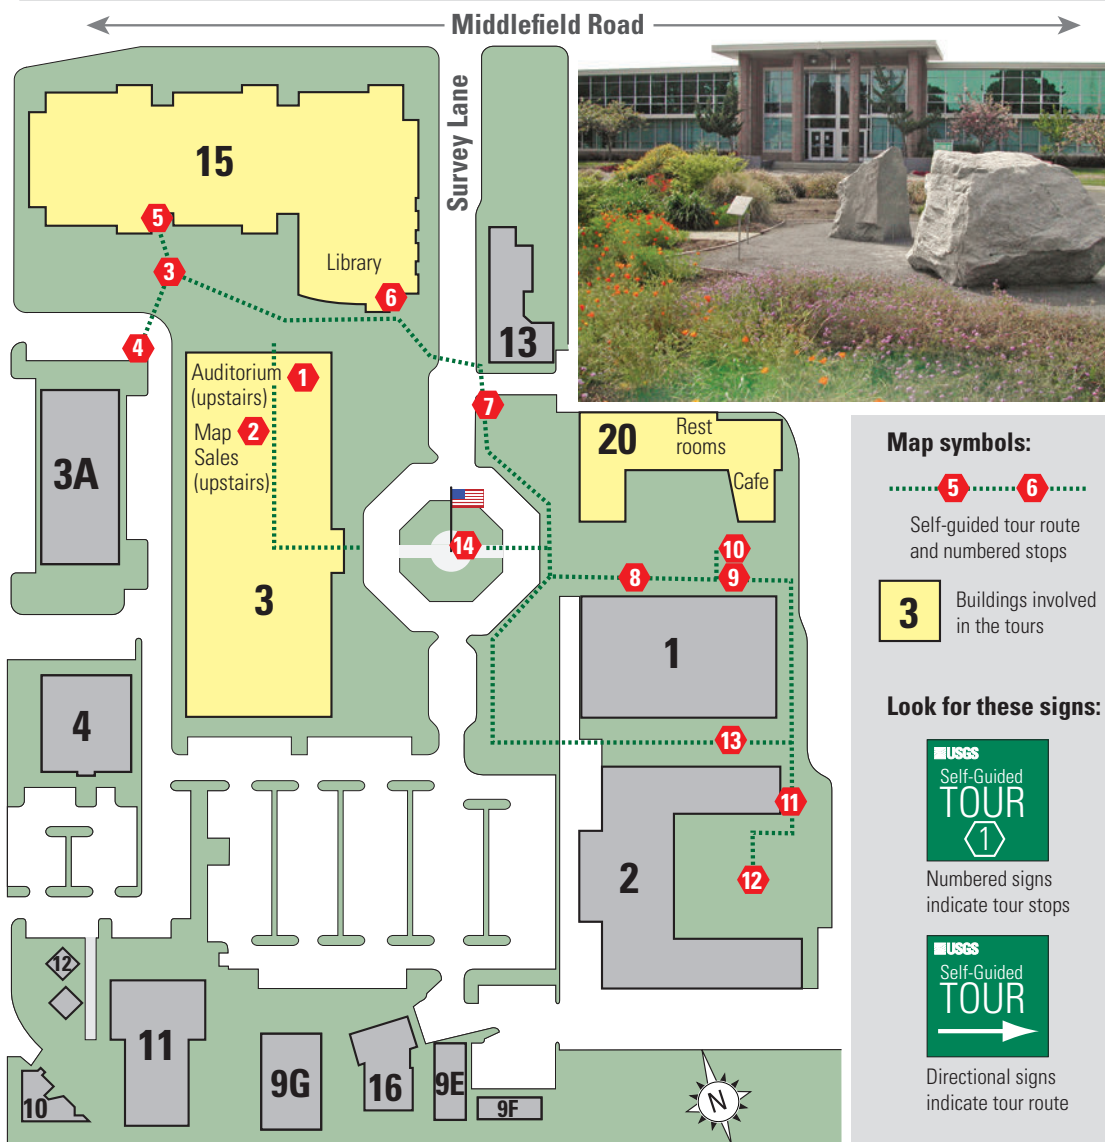 Middlefield Road
Survey Lane
15
5
3
Library
6
4
13
Auditorium
(upstairs)
1
Map
Sales
(upstairs)
2
7
3A
20
Rest
rooms
Cafe
14
10
8
9
3
1
4
13
11
2
12
12
11
10
9G
16
9E
9F
N
Map symbols:
5
6
Self-guided tour route
and numbered stops
3
Buildings involved
in the tours
Look for these signs:
USGS
Self-Guided
TOUR
1
Numbered signs
indicate tour stops
USGS
Self-Guided
TOUR
Directional signs
indicate tour route